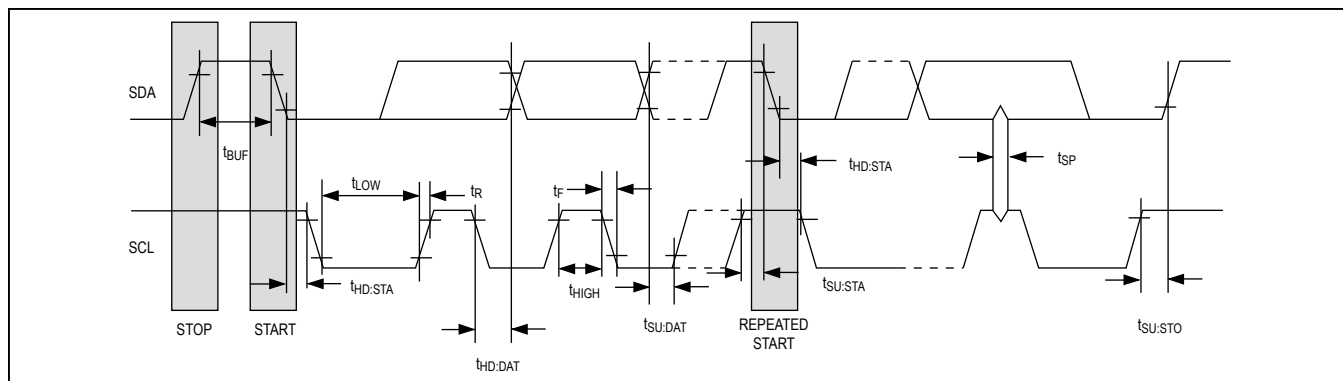 SDA
tBUF
tLOW
tR
tF
tHD:STA
tSP
SCL
tHD:STA
tHIGH
tSU:DAT
tSU:STA
tSU:STO
tHD:DAT
STOP
START
REPEATED
START